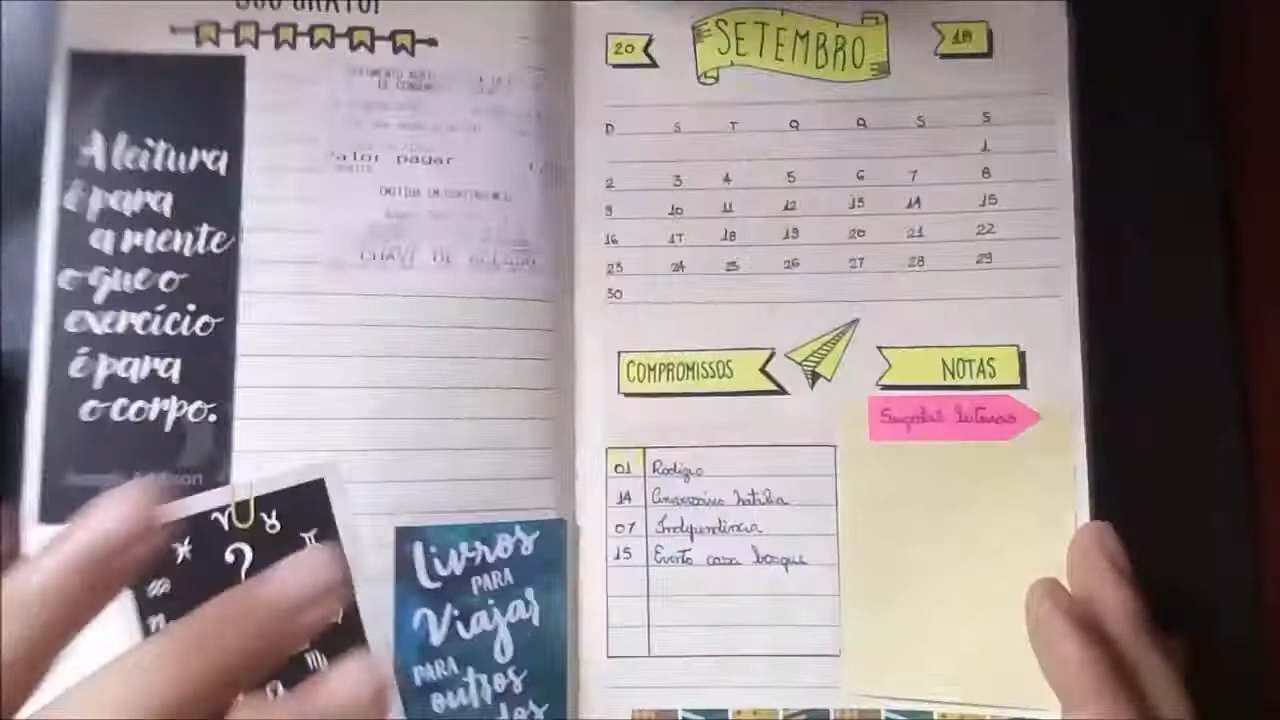 A leitura
é para
a mente
o que o
exercício
é para
o corpo.
Valor pagar
?
Livros
PARA
Viajar
PARA
outros
20
SETEMBRO
18
D S T Q Q S S
1
2 3 4 5 6 7 8
9 10 11 12 13 14 15
16 17 18 19 20 21 22
23 24 25 26 27 28 29
30
COMPROMISSOS
NOTAS
01 Rodízio
14 Natália
07 Independência
15 Evento casa bosque